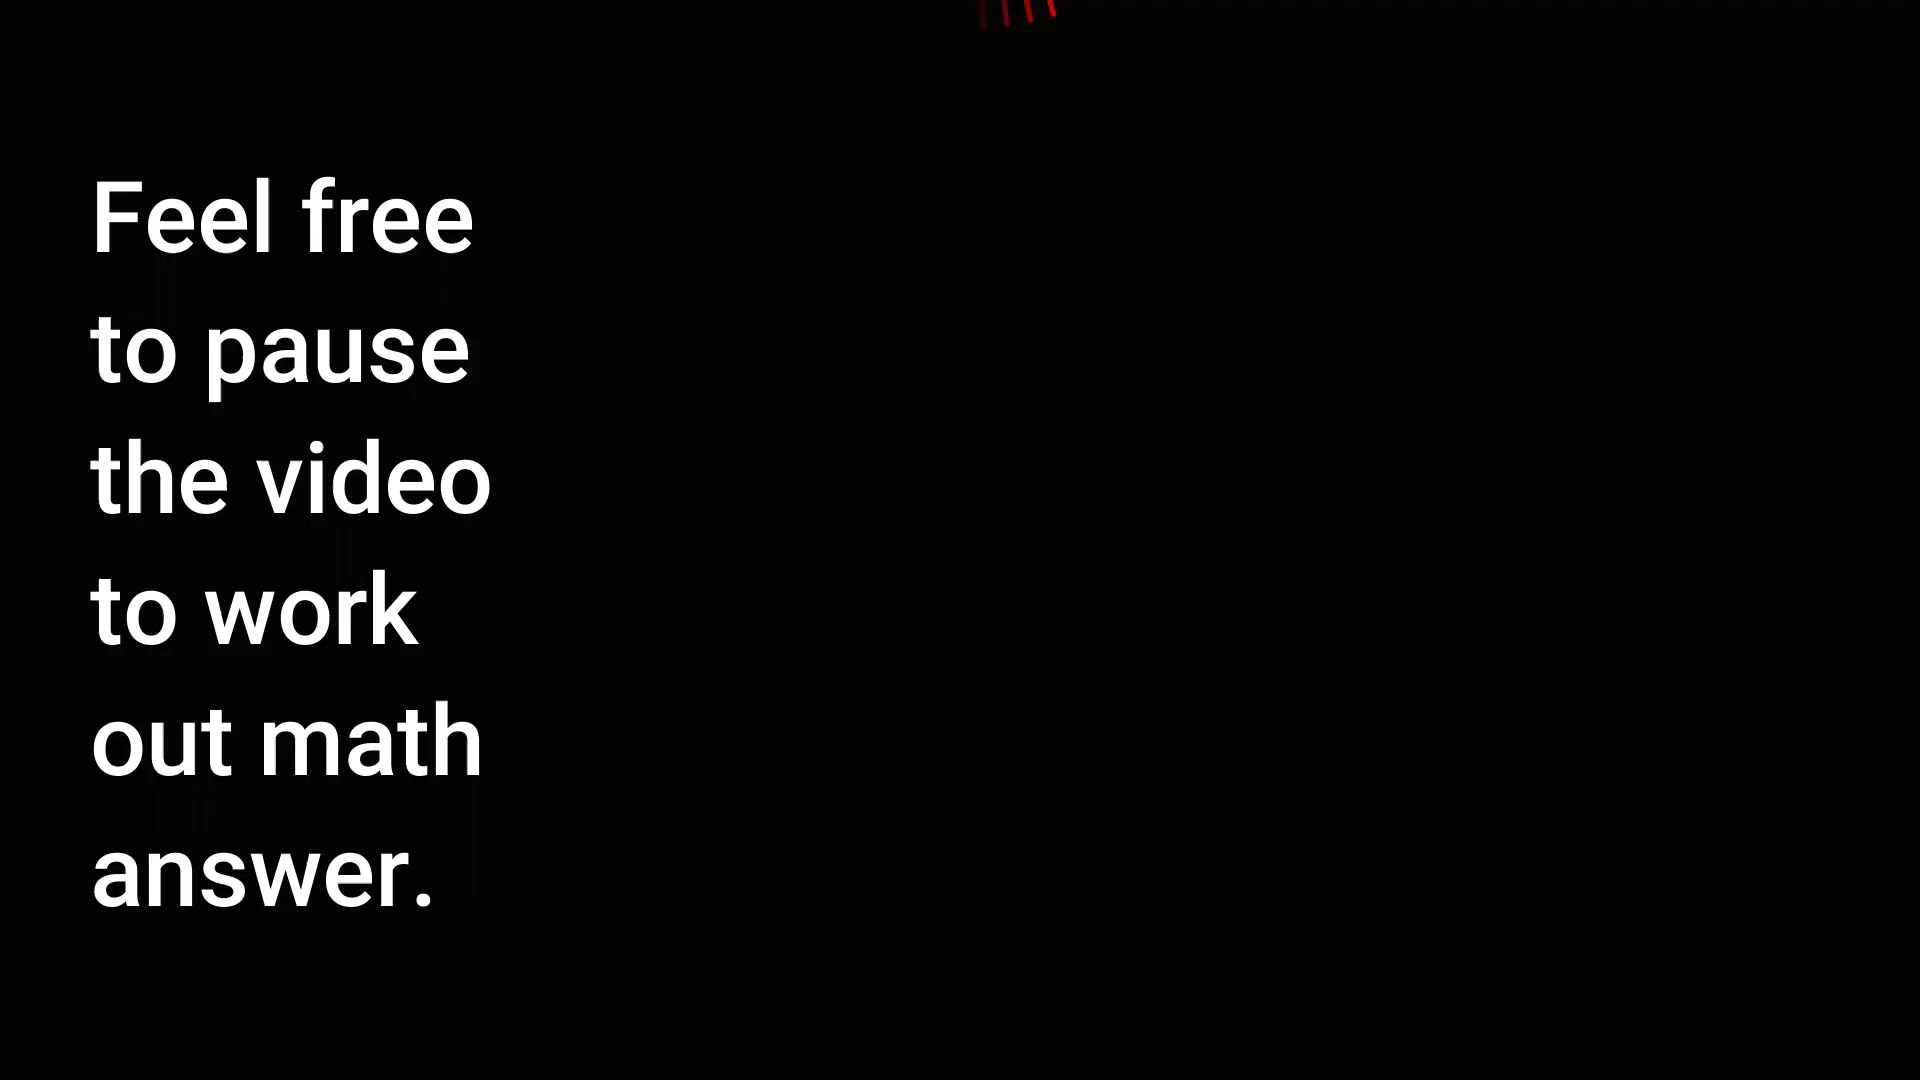 Feel free
to pause
the video
to work
out math
answer.